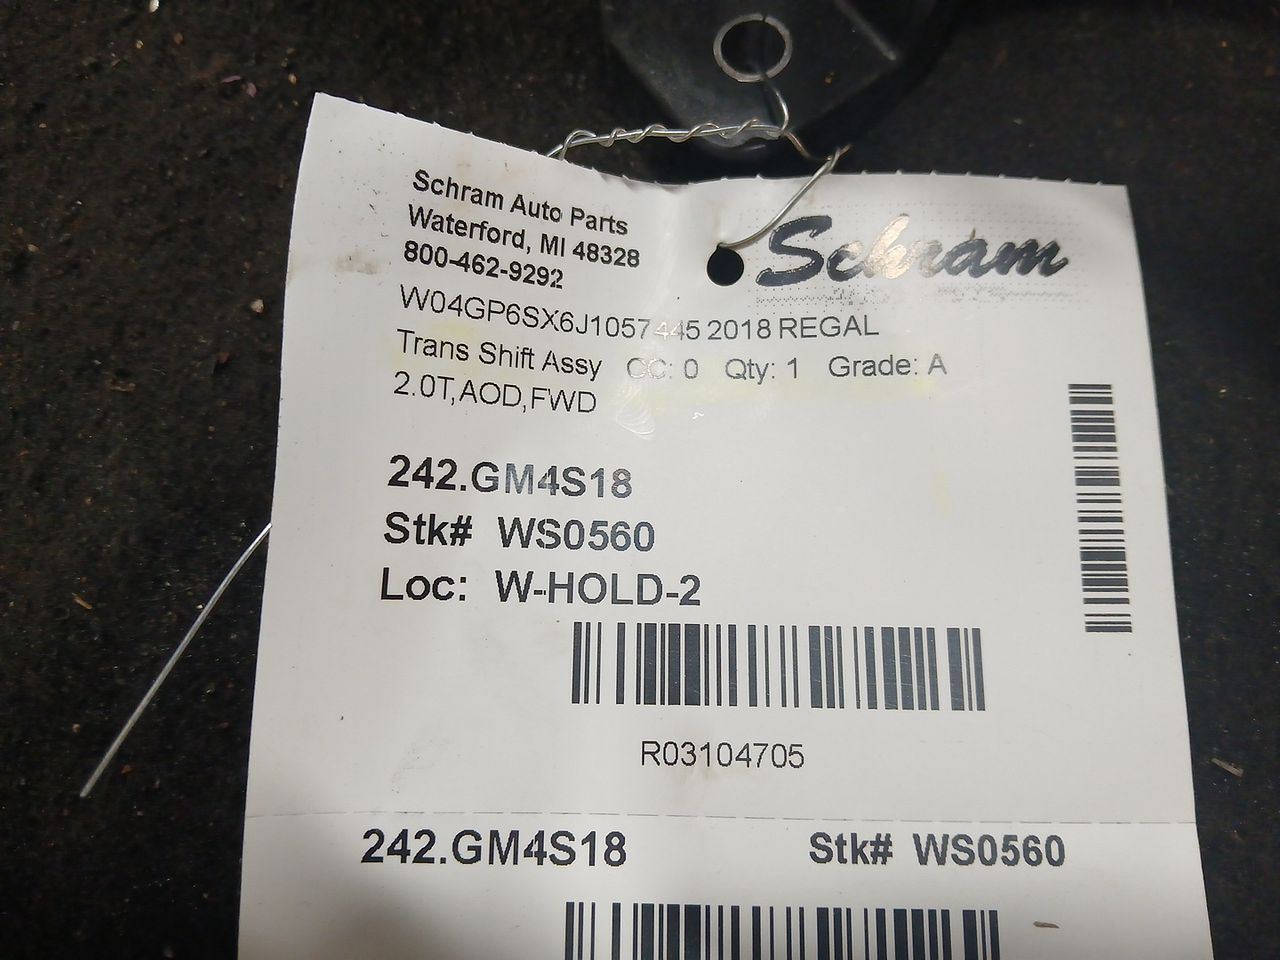 Schram Auto Parts
Waterford, MI 48328
800-462-9292
Schram
W04GP6SX6J1057445 2018 REGAL
Trans Shift Assy CC: 0 Qty: 1 Grade: A
2.0T,AOD,FWD
242.GM4S18
Stk# WS0560
Loc: W-HOLD-2
R03104705
242.GM4S18 Stk# WS0560